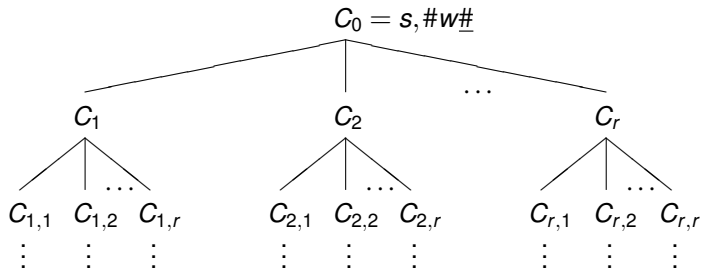 C₀ = s, #w#
...
C₁ C₂ Cᵣ
... ... ...
C₁,₁ C₁,₂ C₁,ᵣ C₂,₁ C₂,₂ C₂,ᵣ Cᵣ,₁ Cᵣ,₂ Cᵣ,ᵣ
⋮ ⋮ ⋮ ⋮ ⋮ ⋮ ⋮ ⋮ ⋮